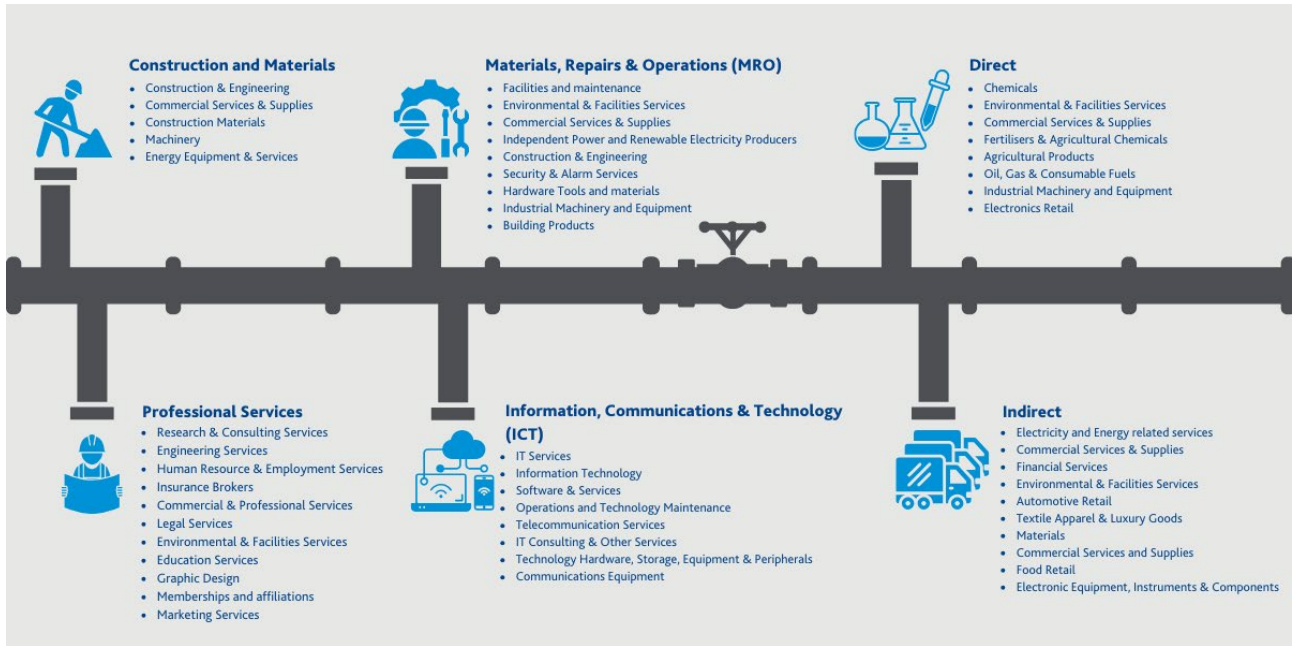 Construction and Materials
• Construction & Engineering
• Commercial Services & Supplies
• Construction Materials
• Machinery
• Energy Equipment & Services
Materials, Repairs & Operations (MRO)
• Facilities and maintenance
• Environmental & Facilities Services
• Commercial Services & Supplies
• Independent Power and Renewable Electricity Producers
• Construction & Engineering
• Security & Alarm Services
• Hardware Tools and materials
• Industrial Machinery and Equipment
• Building Products
Direct
• Chemicals
• Environmental & Facilities Services
• Commercial Services & Supplies
• Fertilisers & Agricultural Chemicals
• Agricultural Products
• Oil, Gas & Consumable Fuels
• Industrial Machinery and Equipment
• Electronics Retail
Professional Services
• Research & Consulting Services
• Engineering Services
• Human Resource & Employment Services
• Insurance Brokers
• Commercial & Professional Services
• Legal Services
• Environmental & Facilities Services
• Education Services
• Graphic Design
• Memberships and affiliations
• Marketing Services
Information, Communications & Technology
(ICT)
• IT Services
• Information Technology
• Software & Services
• Operations and Technology Maintenance
• Telecommunication Services
• IT Consulting & Other Services
• Technology Hardware, Storage, Equipment & Peripherals
• Communications Equipment
Indirect
• Electricity and Energy related services
• Commercial Services & Supplies
• Financial Services
• Environmental & Facilities Services
• Automotive Retail
• Textile Apparel & Luxury Goods
• Materials
• Commercial Services and Supplies
• Food Retail
• Electronic Equipment, Instruments & Components